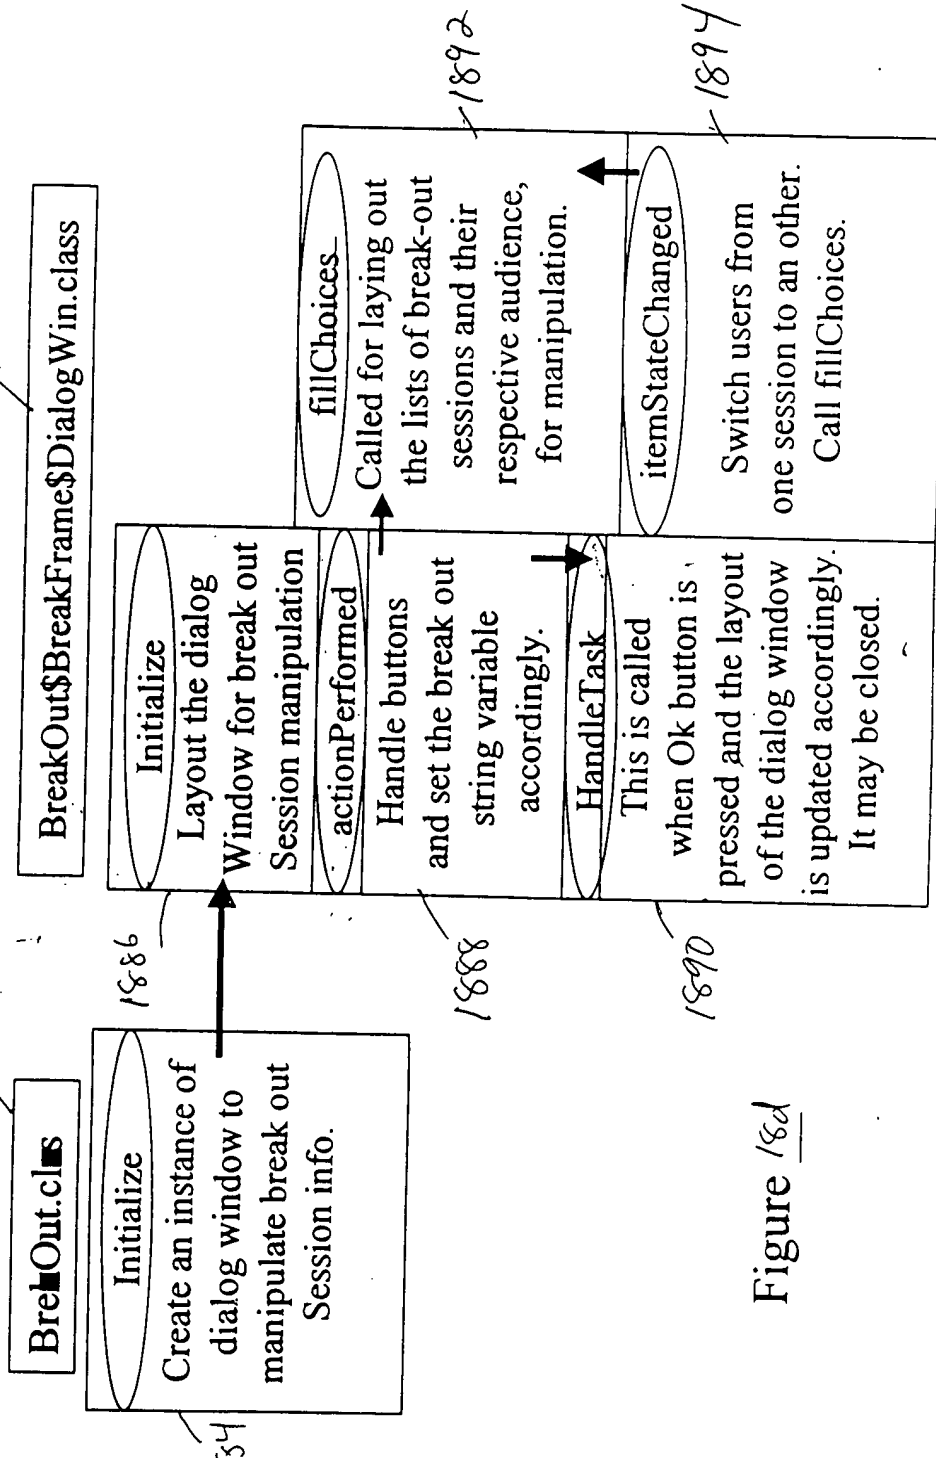 BreakOut$BreakFrame$DialogWin.class
Initialize
Create an instance of
dialog window to
manipulate break out
Session info.
1886
Initialize
Layout the dialog
Window for break out
Session manipulation
1888
actionPerformed
Handle buttons
and set the break out
string variable
accordingly.
1890
HandleTask
This is called
when Ok button is
pressed and the layout
of the dialog window
is updated accordingly.
It may be closed.
fillChoices
Called for laying out
the lists of break-out
sessions and their
respective audience,
for manipulation.
1892
itemStateChanged
Switch users from
one session to an other.
Call fillChoices.
1894
Figure 18d